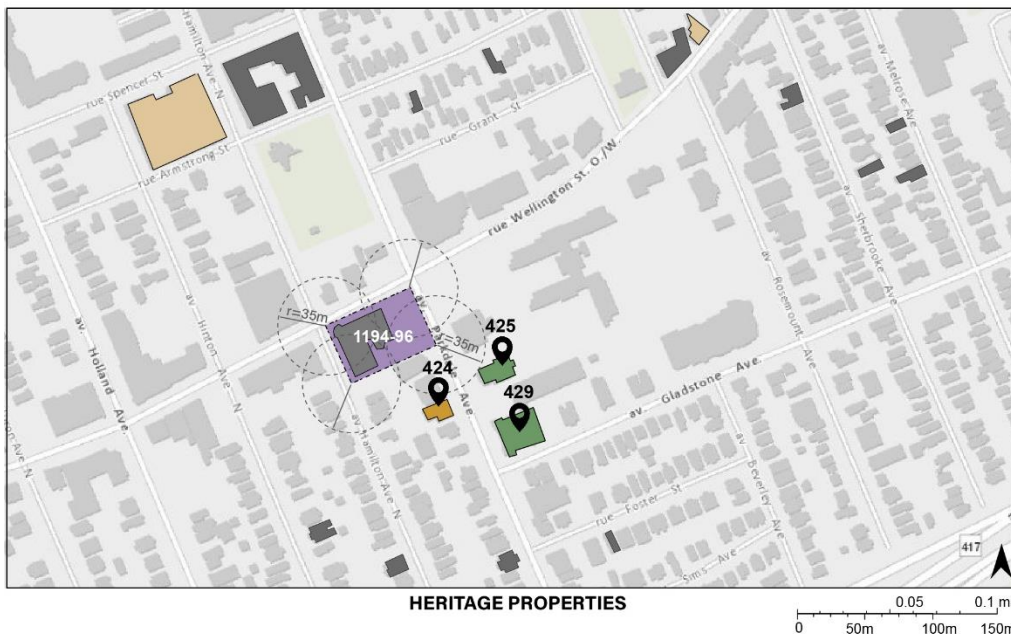 Hamilton Ave N
rue Spencer St
av. Melrose Ave
rue Grant St
rue Armstrong St
rue Wellington St. O /W.
av. Sherbrooke Ave
av. Rosemount Ave
r=35m
1194-96
av. Parkdale Ave
r=35m
425
424
429
av. Hinton Ave N
av. Holland Ave.
av. Gladstone Ave.
av. Hamilton Ave N
av. Beverley Ave
rue Foster St
Sims Ave
417
HERITAGE PROPERTIES
0.05 0.1 m
0 50m 100m 150m